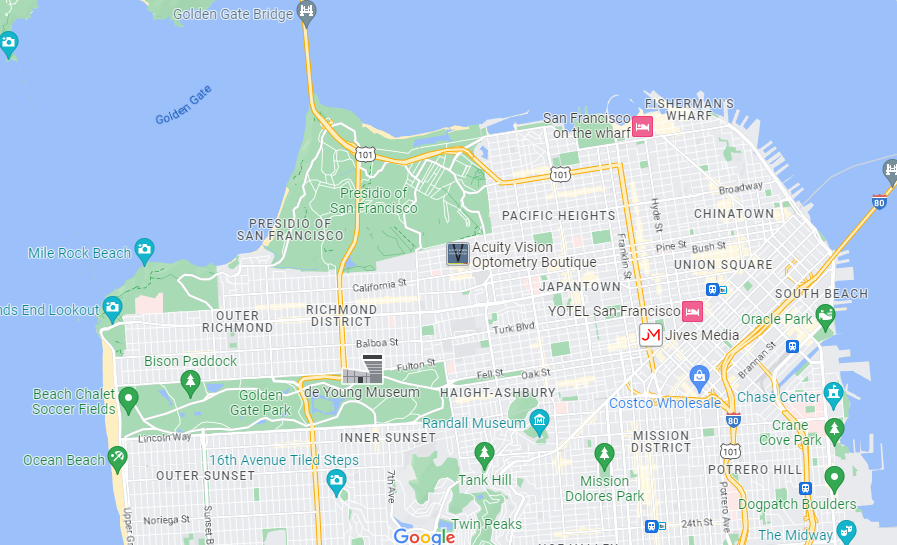 Golden Gate Bridge
Golden Gate
FISHERMAN'S
WHARF
San Francisco
on the wharf
101
101
80
Presidio of
San Francisco
Broadway
Hyde St
PACIFIC HEIGHTS
CHINATOWN
PRESIDIO OF
SAN FRANCISCO
Mile Rock Beach
Acuity Vision
Optometry Boutique
Franklin St
Pine St
Bush St
UNION SQUARE
California St
JAPANTOWN
SOUTH BEACH
nds End Lookout
OUTER
RICHMOND
RICHMOND
DISTRICT
YOTEL San Francisco
Oracle Park
Turk Blvd
Jives Media
Balboa St
Brannan St
Bison Paddock
Fulton St
Fell St
Oak St
de Young Museum
HAIGHT-ASHBURY
Beach Chalet
Soccer Fields
Golden
Gate Park
Costco Wholesale
Chase Center
80
Randall Museum
Crane
Cove Park
Lincoln Way
INNER SUNSET
MISSION
DISTRICT
101
Ocean Beach
16th Avenue Tiled Steps
POTRERO HILL
OUTER SUNSET
7th Ave
Tank Hill
Mission
Dolores Park
Potrero Ave
Dogpatch Boulders
Upper Gr
Sunset B
Noriega St
Twin Peaks
24th St
The Midway
Google